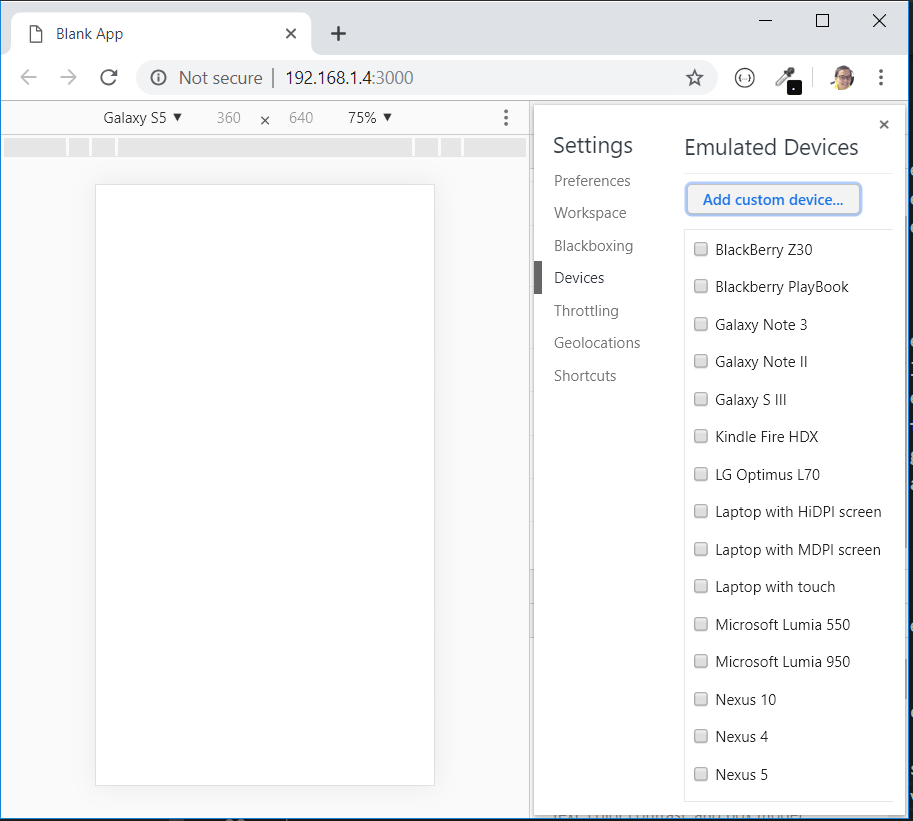 Blank App
Not secure | 192.168.1.4:3000
Galaxy S5 ▼ 360 × 640 75% ▼
Settings
Preferences
Workspace
Blackboxing
Devices
Throttling
Geolocations
Shortcuts
Emulated Devices
Add custom device...
BlackBerry Z30
Blackberry PlayBook
Galaxy Note 3
Galaxy Note II
Galaxy S III
Kindle Fire HDX
LG Optimus L70
Laptop with HiDPI screen
Laptop with MDPI screen
Laptop with touch
Microsoft Lumia 550
Microsoft Lumia 950
Nexus 10
Nexus 4
Nexus 5